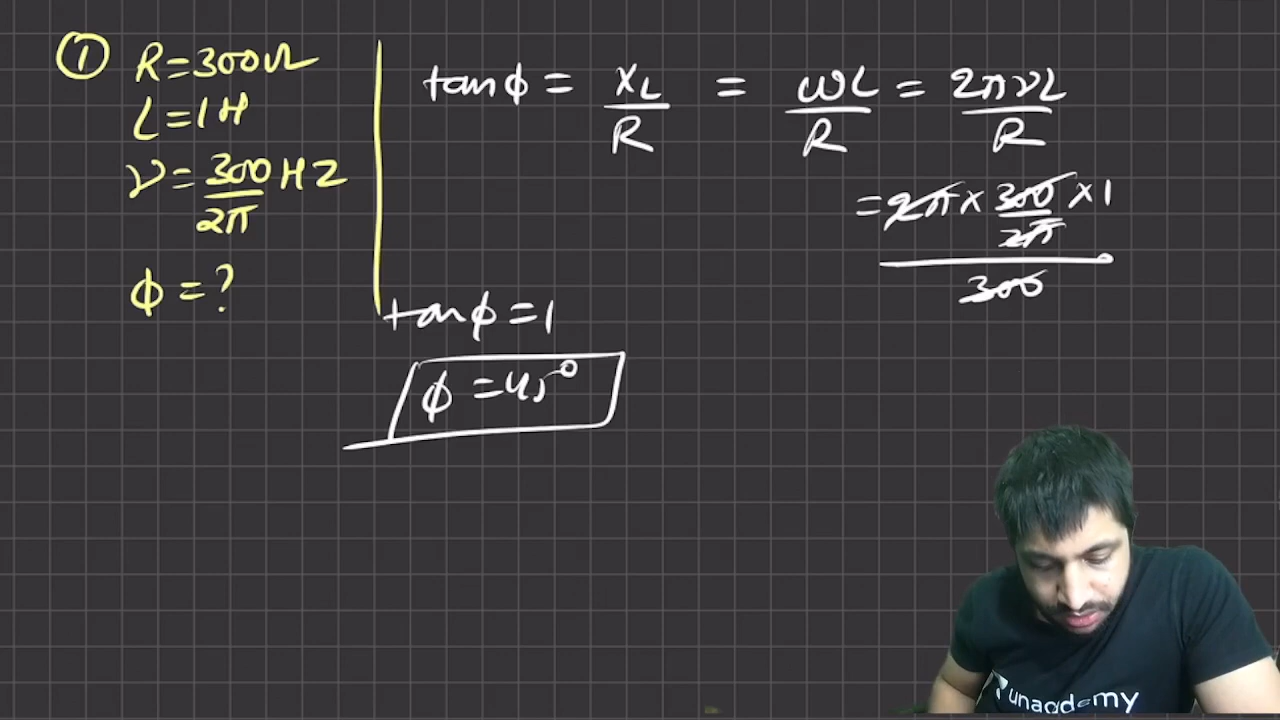 ① R=300Ω
L=1H
ν=300/2π HZ
φ=?
tanφ = X_L/R = ωL/R = 2πνL/R
= 2π × 300/2π × 1 / 300
tanφ=1
φ=45°
unacademy